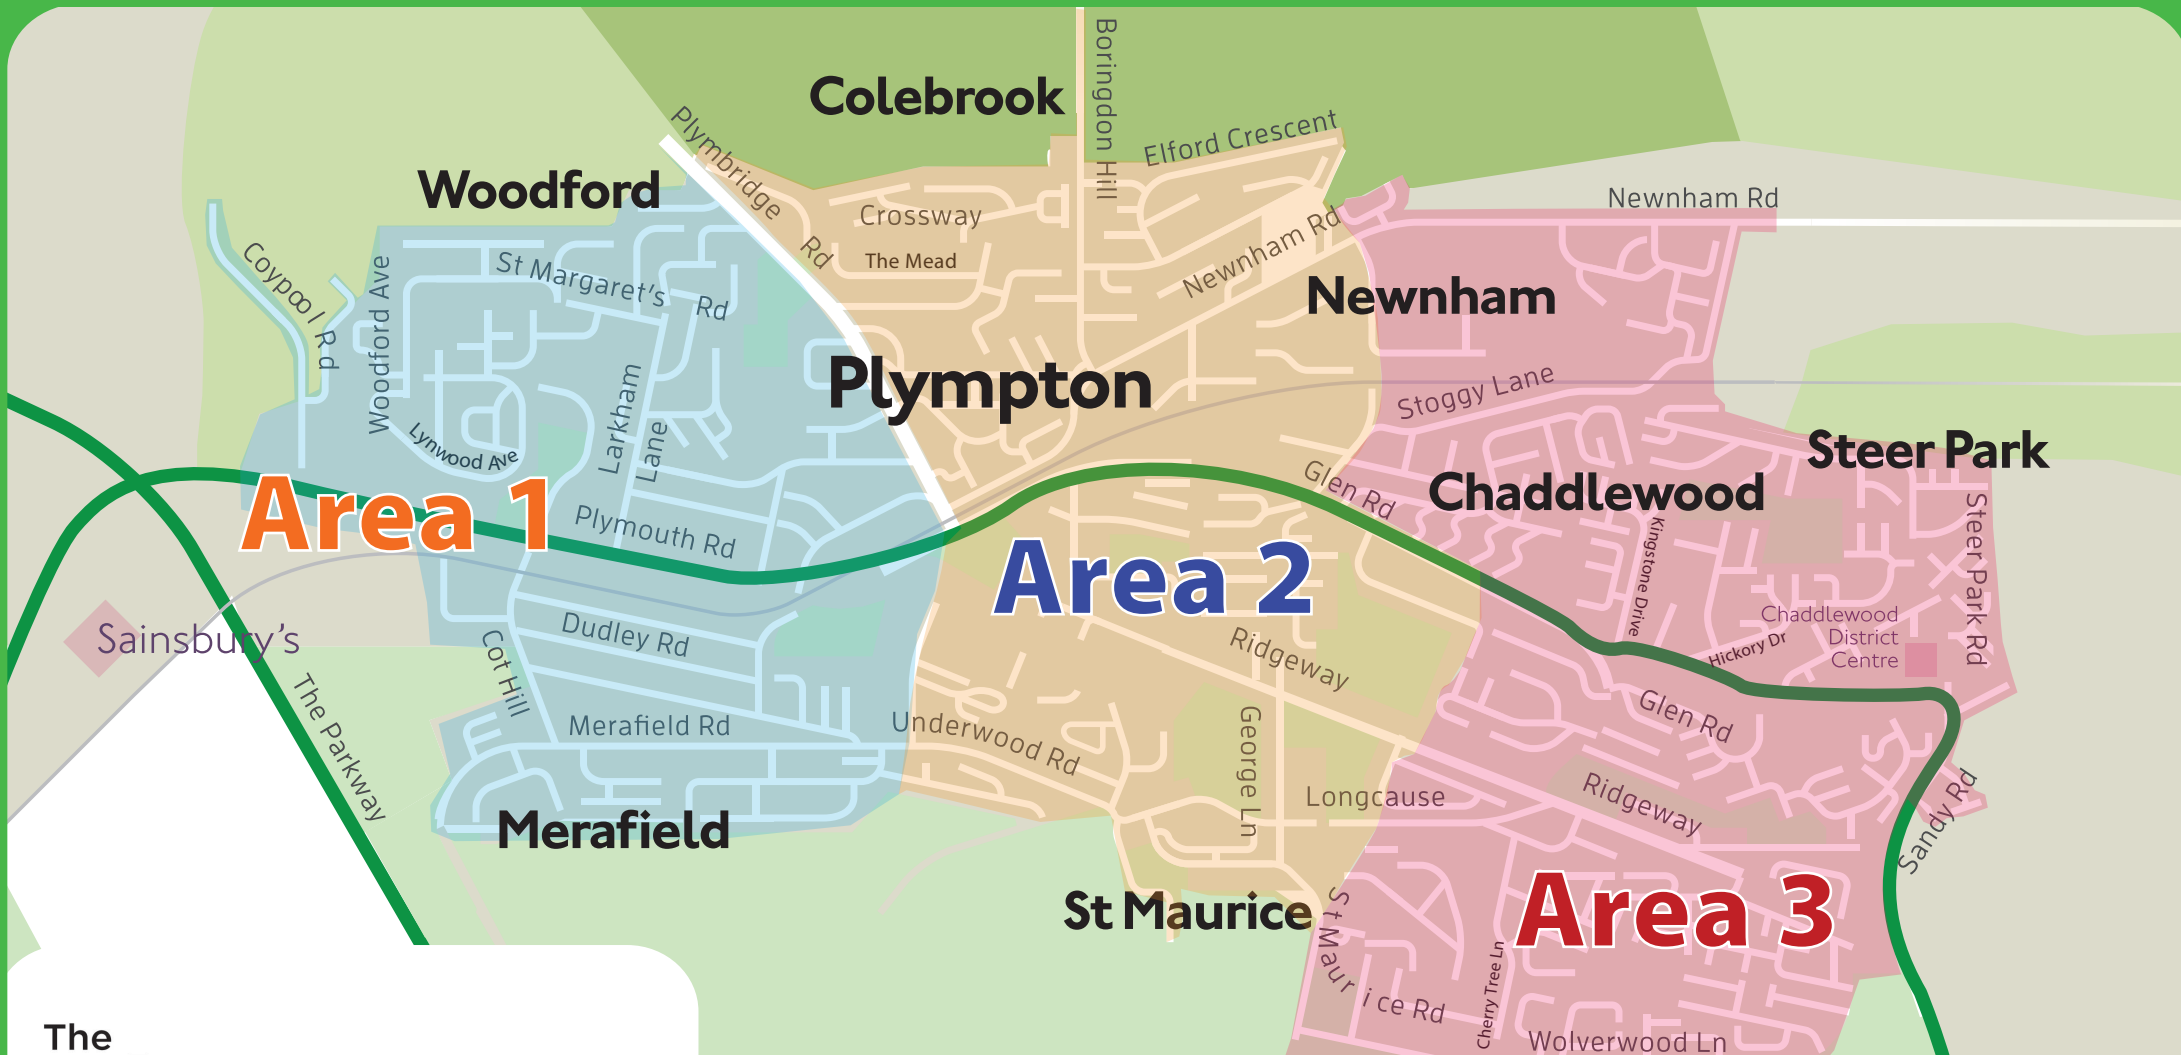 Colebrook
Boringdon Hill
Plymbridge
Rd
Elford Crescent
Woodford
Crossway
The Mead
Newnham Rd
Newnham Rd
Newnham
Coypool Rd
Woodford Ave
St Margaret's Rd
Larkham
Lane
Lynwood Ave
Plympton
Stoggy Lane
Steer Park
Chaddlewood
Glen Rd
Area 1
Plymouth Rd
Area 2
Kingstone Drive
Steer Park Rd
Chaddlewood
District
Centre
Hickory Dr
Sainsbury's
The Parkway
Cot Hill
Dudley Rd
Merafield Rd
Underwood Rd
Ridgeway
George Ln
Longcause
Glen Rd
Ridgeway
Sandy Rd
Merafield
St Maurice
St Maurice Rd
Area 3
Cherry Tree Ln
Wolverwood Ln
The